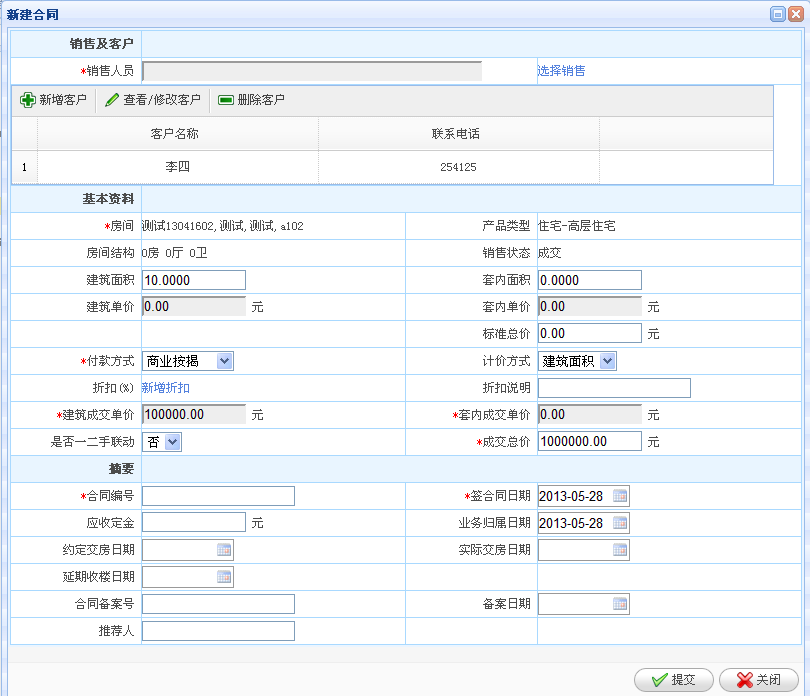 新建合同
销售及客户
*销售人员 选择销售
新增客户 查看/修改客户 删除客户
客户名称 联系电话
1 李四 254125
基本资料
*房间 测试13041602,测试,测试,a102 产品类型 住宅-高层住宅
房间结构 0房 0厅 0卫 销售状态 成交
建筑面积 10.0000 套内面积 0.0000
建筑单价 0.00 元 套内单价 0.00 元
标准总价 0.00 元
*付款方式 商业按揭 计价方式 建筑面积
折扣(%) 新增折扣 折扣说明
*建筑成交单价 100000.00 元 *套内成交单价 0.00 元
是否一二手联动 否 *成交总价 1000000.00 元
摘要
*合同编号 *签合同日期 2013-05-28
应收定金 元 业务归属日期 2013-05-28
约定交房日期 实际交房日期
延期收楼日期
合同备案号 备案日期
推荐人
提交 关闭